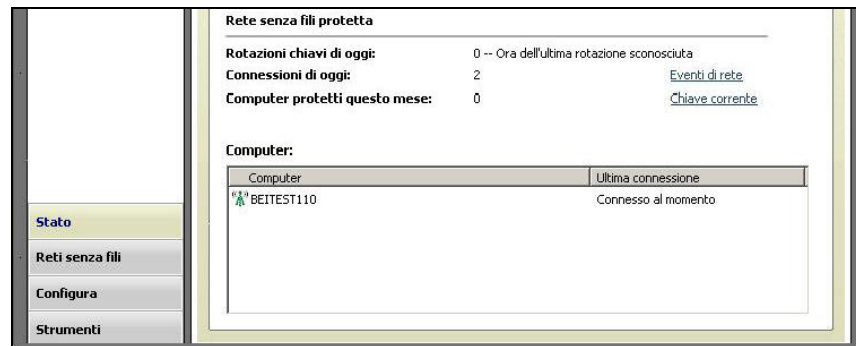 Rete senza fili protetta
Rotazioni chiavi di oggi: 0 -- Ora dell'ultima rotazione sconosciuta
Connessioni di oggi: 2 Eventi di rete
Computer protetti questo mese: 0 Chiave corrente
Computer:
Computer Ultima connessione
BEITEST110 Connesso al momento
Stato
Reti senza fili
Configura
Strumenti